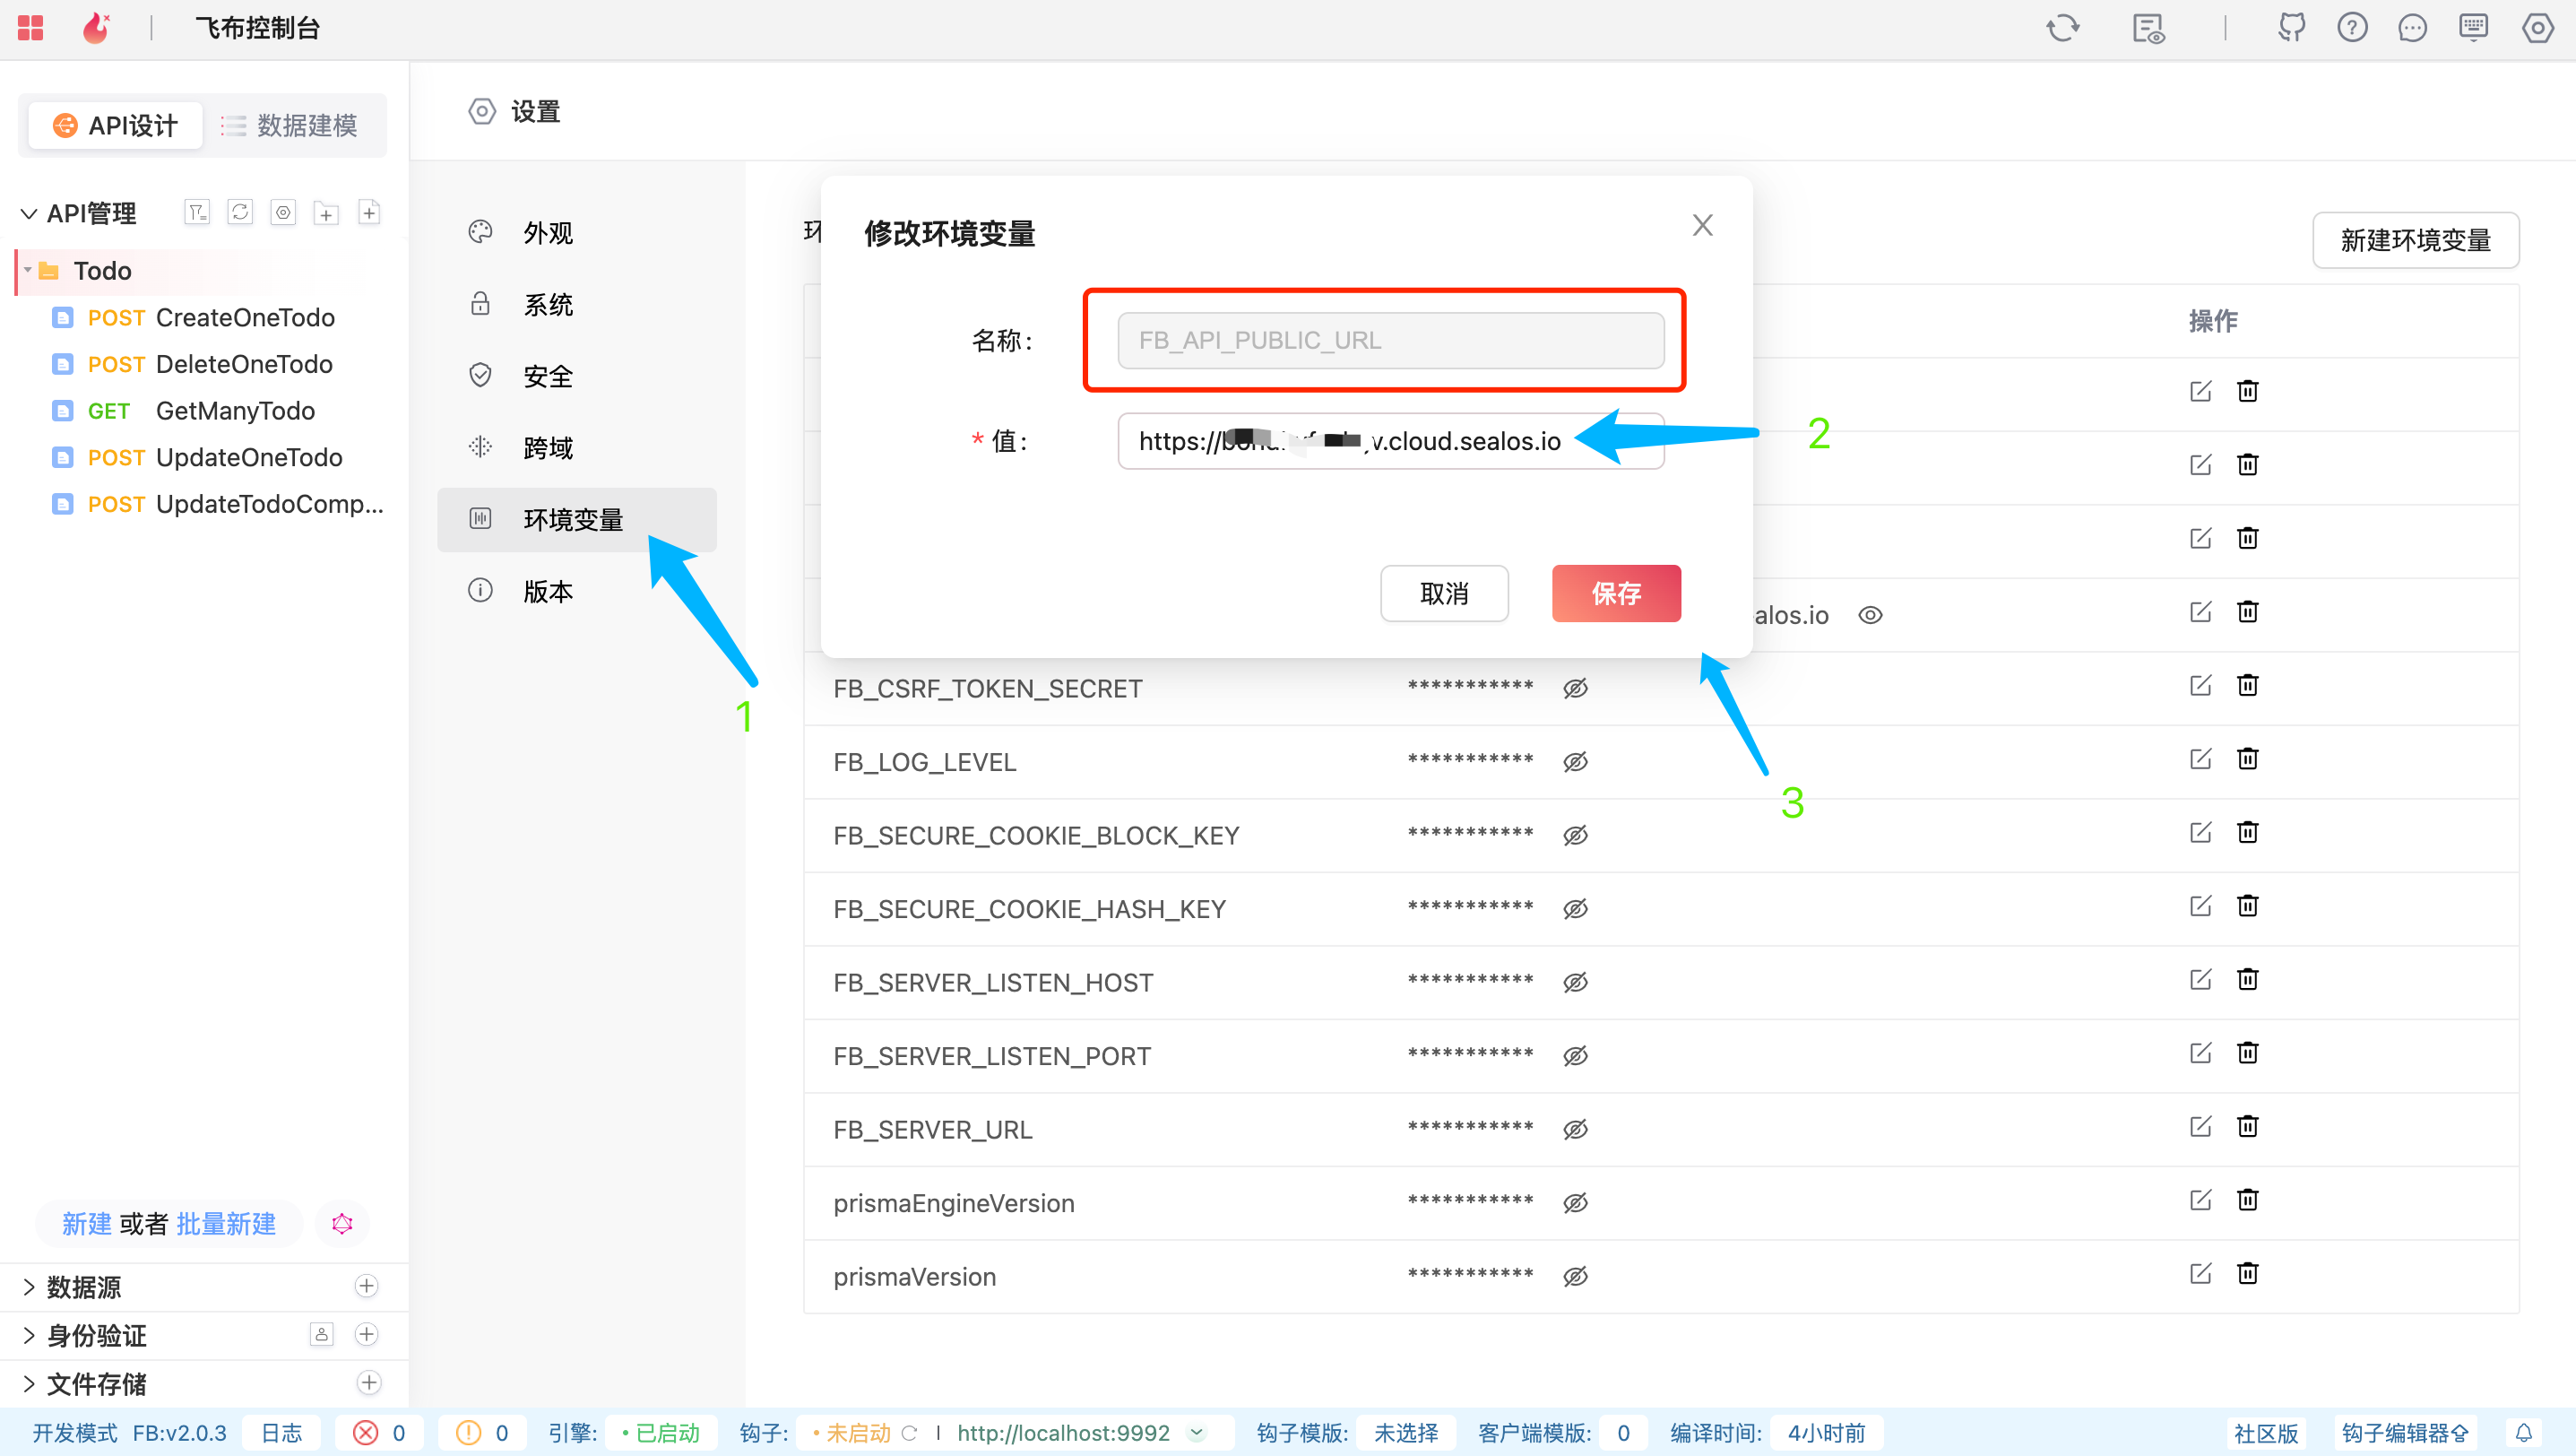 飞布控制台
API设计
数据建模
API管理
Todo
POST CreateOneTodo
POST DeleteOneTodo
GET GetManyTodo
POST UpdateOneTodo
POST UpdateTodoComp...
新建 或者 批量新建
数据源
身份验证
文件存储
设置
外观
系统
安全
跨域
环境变量
版本
1
环
新建环境变量
操作
修改环境变量
名称:
FB_API_PUBLIC_URL
* 值:
v.cloud.sealos.io
2
取消
保存
3
alos.io
FB_CSRF_TOKEN_SECRET ***********
FB_LOG_LEVEL ***********
FB_SECURE_COOKIE_BLOCK_KEY ***********
FB_SECURE_COOKIE_HASH_KEY ***********
FB_SERVER_LISTEN_HOST ***********
FB_SERVER_LISTEN_PORT ***********
FB_SERVER_URL ***********
prismaEngineVersion ***********
prismaVersion ***********
开发模式 FB:v2.0.3 日志 0 0 引擎: 已启动 钩子: 未启动 | http://localhost:9992 钩子模版: 未选择 客户端模版: 0 编译时间: 4小时前 社区版 钩子编辑器